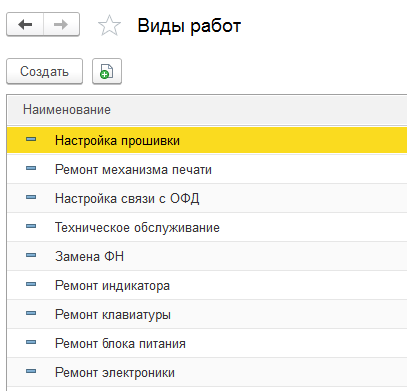 Виды работ
Создать
Наименование
Настройка прошивки
Ремонт механизма печати
Настройка связи с ОФД
Техническое обслуживание
Замена ФН
Ремонт индикатора
Ремонт клавиатуры
Ремонт блока питания
Ремонт электроники